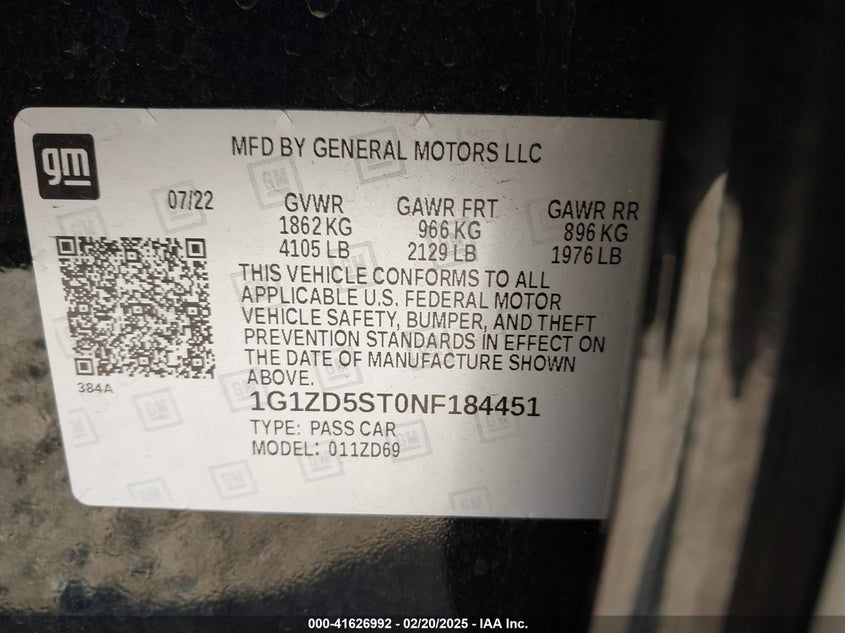 gm
MFD BY GENERAL MOTORS LLC
07/22
GVWR GAWR FRT GAWR RR
1862 KG 966 KG 896 KG
4105 LB 2129 LB 1976 LB
THIS VEHICLE CONFORMS TO ALL
APPLICABLE U.S. FEDERAL MOTOR
VEHICLE SAFETY, BUMPER, AND THEFT
PREVENTION STANDARDS IN EFFECT ON
THE DATE OF MANUFACTURE SHOWN
ABOVE.
384A
1G1ZD5ST0NF184451
TYPE: PASS CAR
MODEL: 011ZD69
000-41626992 - 02/20/2025 - IAA Inc.